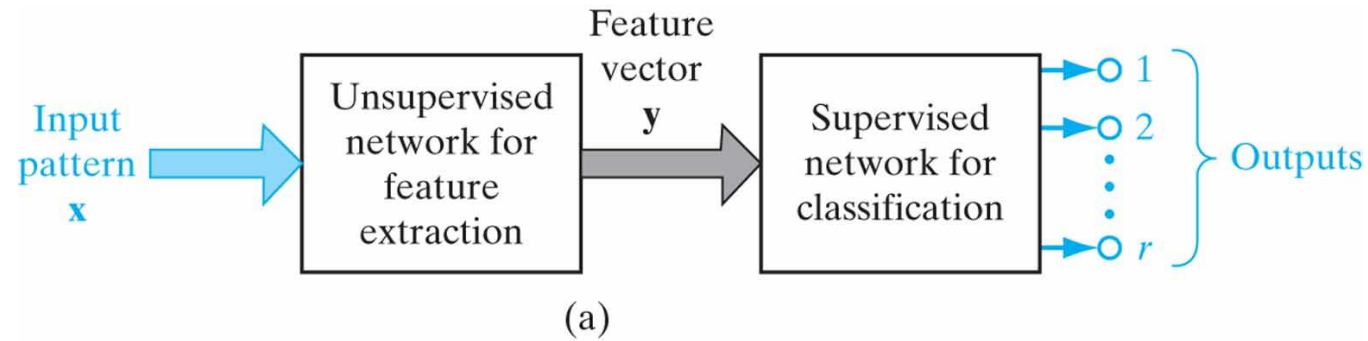 Input
pattern
x
Unsupervised
network for
feature
extraction
Feature
vector
y
Supervised
network for
classification
1
2
r
Outputs
(a)